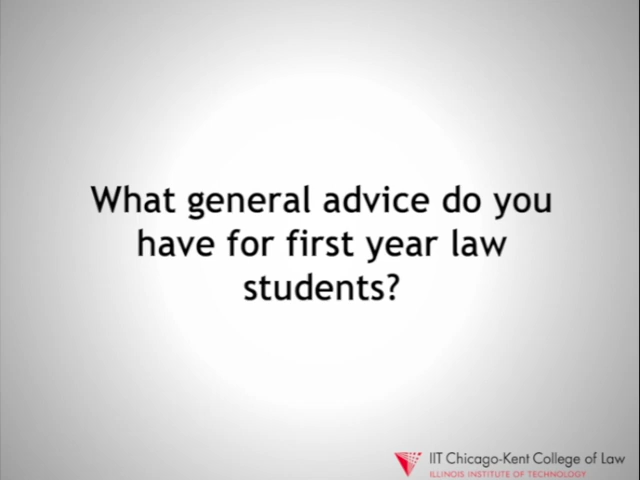 What general advice do you
have for first year law
students?
IIT Chicago-Kent College of Law
ILLINOIS INSTITUTE OF TECHNOLOGY